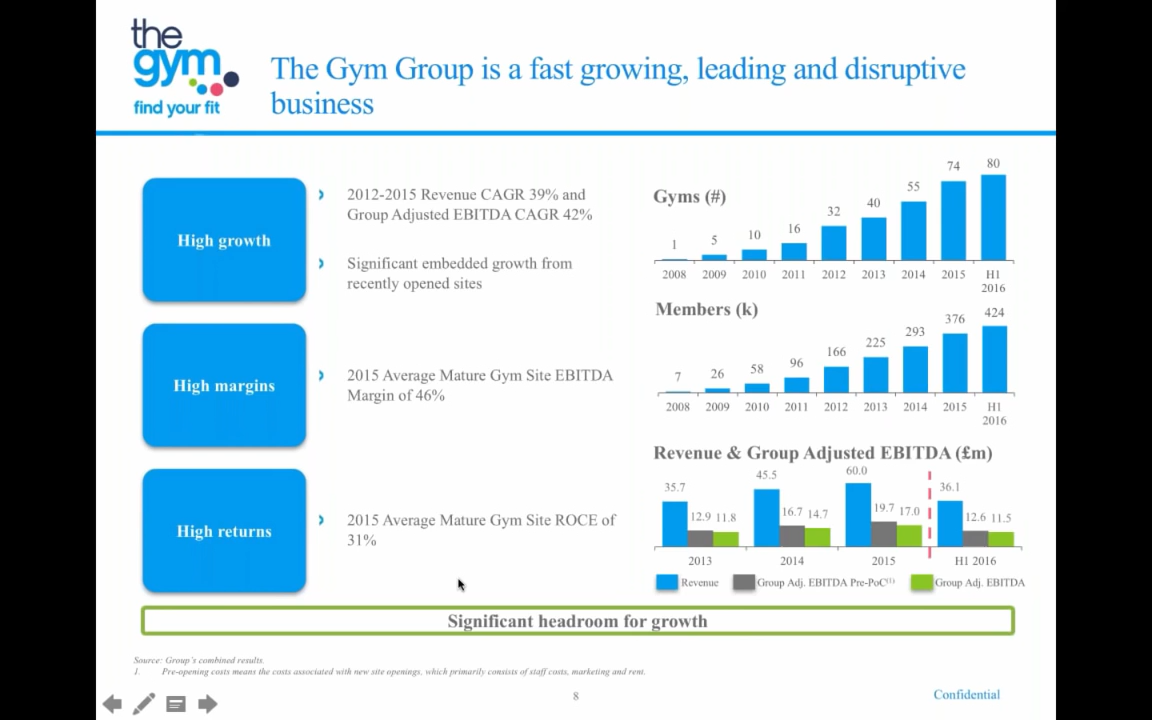 the
gym
find your fit
The Gym Group is a fast growing, leading and disruptive
business
High growth
› 2012-2015 Revenue CAGR 39% and
Group Adjusted EBITDA CAGR 42%
› Significant embedded growth from
recently opened sites
High margins
› 2015 Average Mature Gym Site EBITDA
Margin of 46%
High returns
› 2015 Average Mature Gym Site ROCE of
31%
Gyms (#)
1 5 10 16 32 40 55 74 80
2008 2009 2010 2011 2012 2013 2014 2015 H1
2016
Members (k)
7 26 58 96 166 225 293 376 424
2008 2009 2010 2011 2012 2013 2014 2015 H1
2016
Revenue & Group Adjusted EBITDA (£m)
35.7 12.9 11.8 45.5 16.7 14.7 60.0 19.7 17.0 36.1 12.6 11.5
2013 2014 2015 H1 2016
Revenue Group Adj. EBITDA Pre-PoC(1) Group Adj. EBITDA
Significant headroom for growth
Source: Group's combined results.
1. Pre-opening costs means the costs associated with new site openings, which primarily consists of staff costs, marketing and rent.
8
Confidential